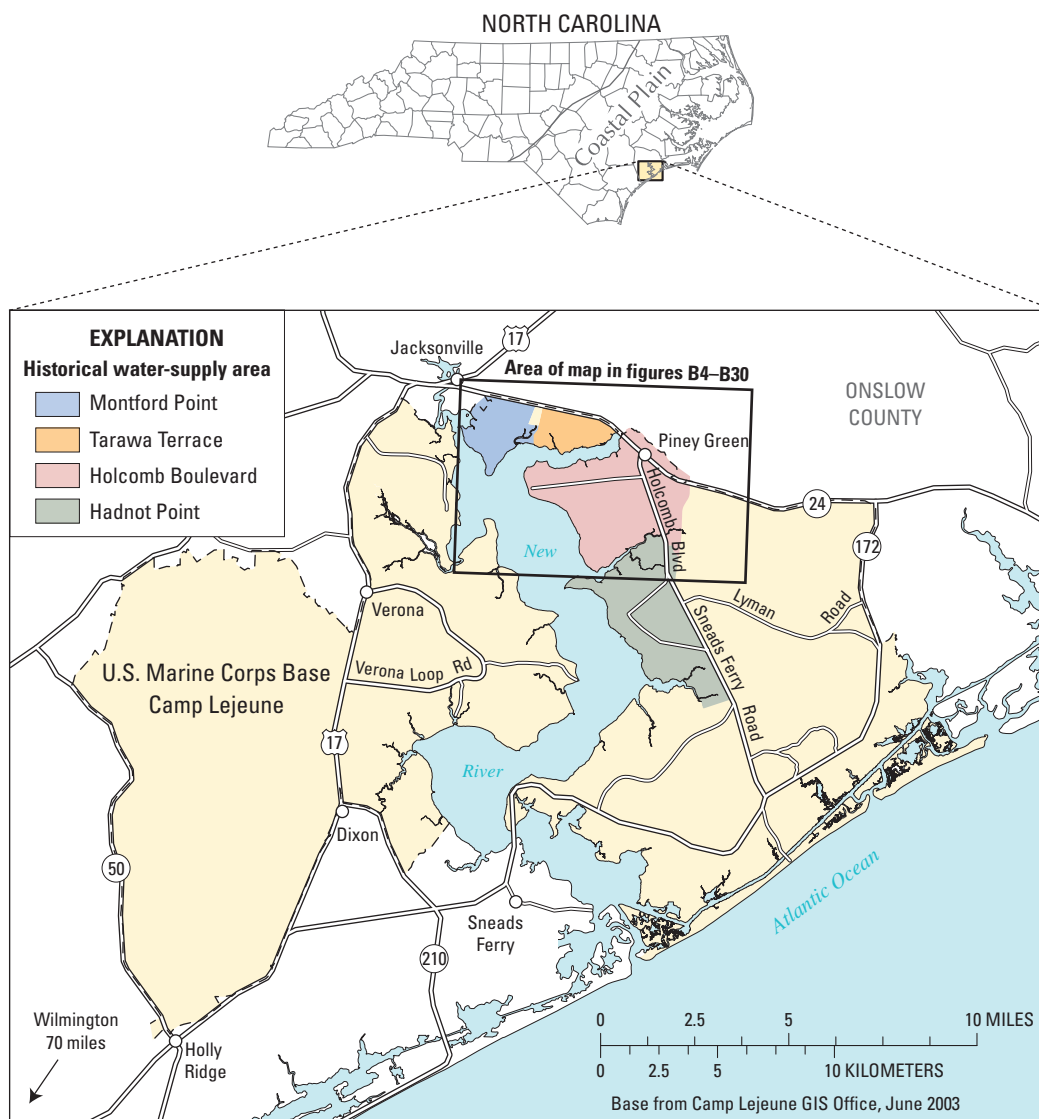 NORTH CAROLINA
Coastal Plain
EXPLANATION
Historical water-supply area
Montford Point
Tarawa Terrace
Holcomb Boulevard
Hadnot Point
Jacksonville
17
Area of map in figures B4–B30
ONSLOW
COUNTY
Piney Green
24
172
Holcomb Blvd
New
Lyman Road
Verona
Verona Loop Rd
Sneads Ferry Road
U.S. Marine Corps Base
Camp Lejeune
17
River
Dixon
50
Atlantic Ocean
Sneads
Ferry
210
Wilmington
70 miles
Holly
Ridge
0 2.5 5 10 MILES
0 2.5 5 10 KILOMETERS
Base from Camp Lejeune GIS Office, June 2003